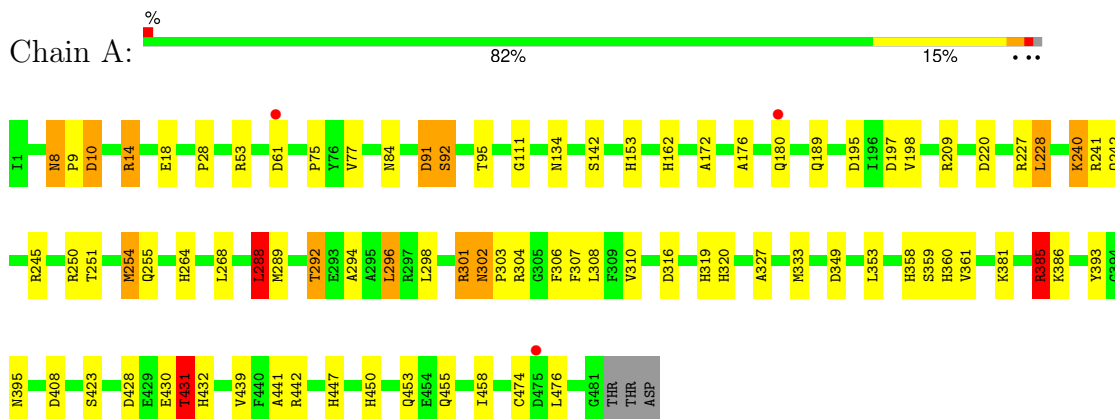 %
Chain A:
82% 15% • ••
I1 N8 P9 D10 R14 E18 P28 R53 D61 P75 Y76 V77 N84 D91 S92 T95 G111 N134 S142 H153 H162 A172 A176 Q180 Q189 D195 I196 D197 V198 R209 D220 R227 L228 K240 R241
R245 R250 T251 M254 Q255 H264 L268 L288 M289 T292 E293 A294 A295 L296 R297 L298 R301 N302 P303 R304 G305 F306 F307 L308 F309 V310 D316 H319 H320 A327 M333 D349 L353 H358 S359 H360 V361 K381 R385 K386 Y393
N395 D408 S423 D428 E429 E430 T431 H432 V439 F440 A441 R442 H447 H450 Q453 E454 Q455 I458 G474 D475 L476 G481 THR THR ASP